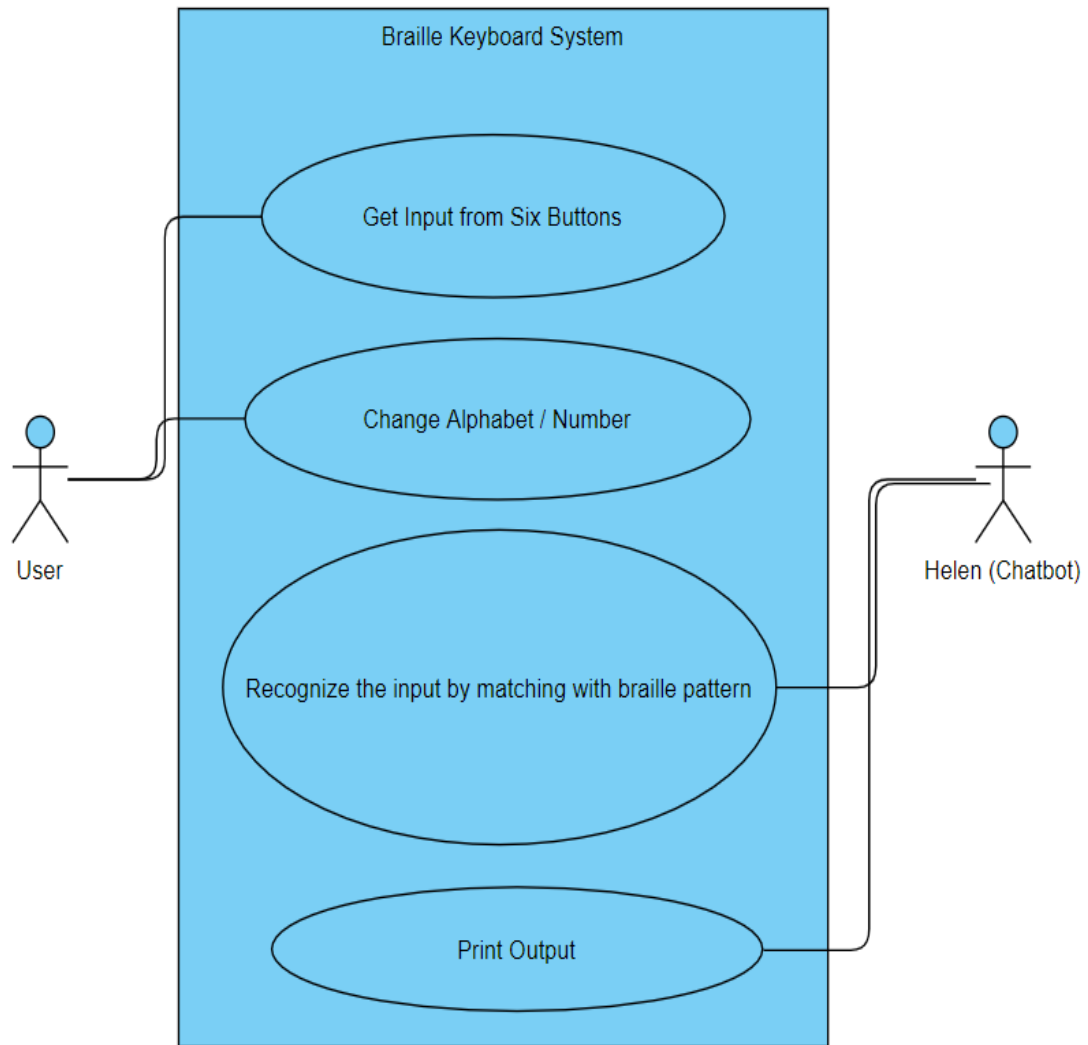 Braille Keyboard System
Get Input from Six Buttons
Change Alphabet / Number
User
Helen (Chatbot)
Recognize the input by matching with braille pattern
Print Output